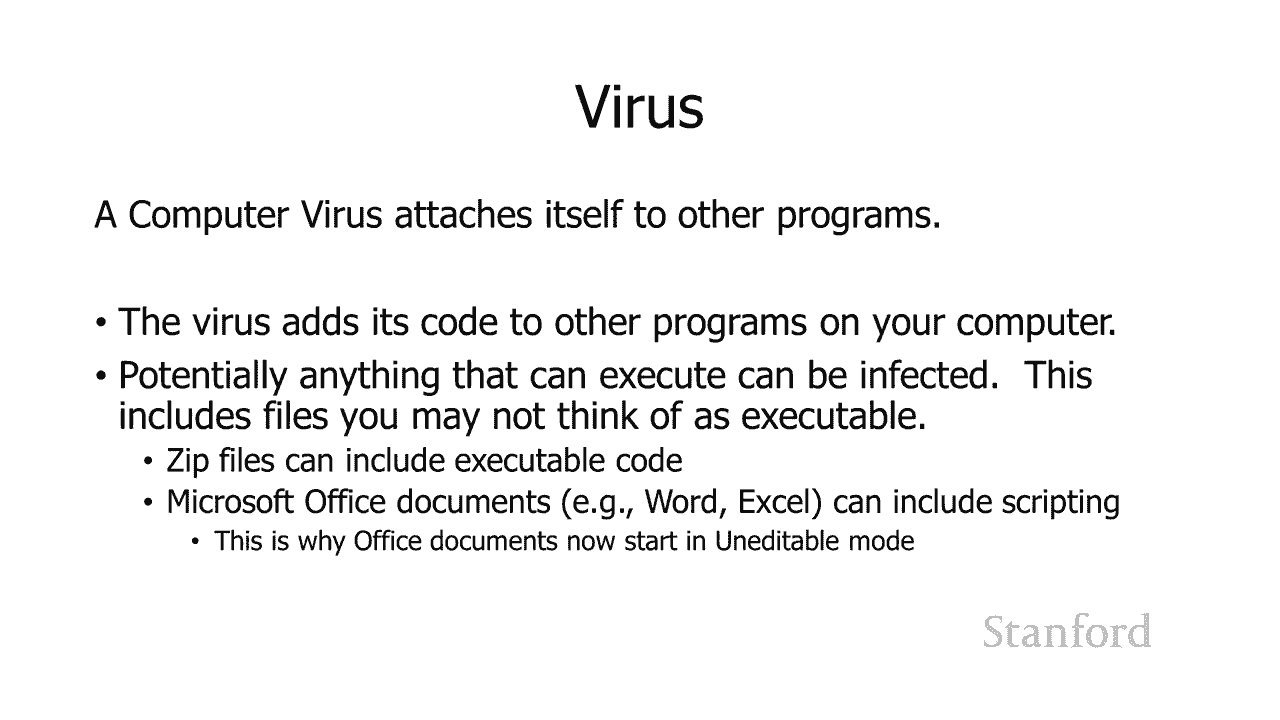 Virus
A Computer Virus attaches itself to other programs.
• The virus adds its code to other programs on your computer.
• Potentially anything that can execute can be infected.  This
includes files you may not think of as executable.
• Zip files can include executable code
• Microsoft Office documents (e.g., Word, Excel) can include scripting
• This is why Office documents now start in Uneditable mode
Stanford